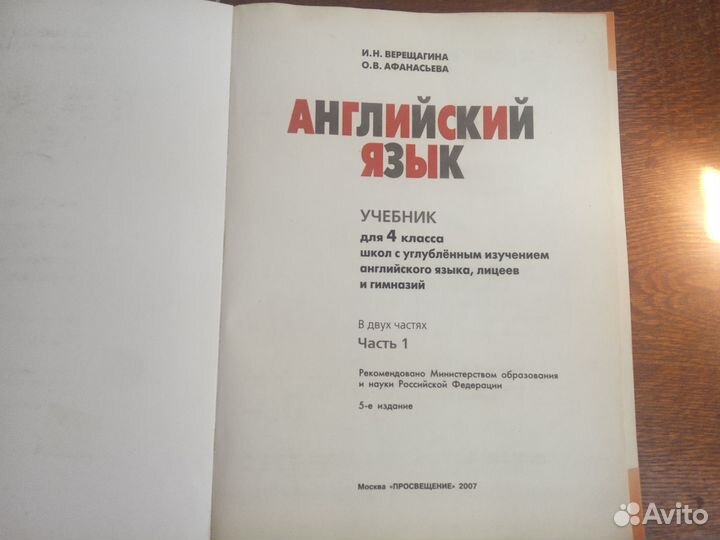 И.Н. ВЕРЕЩАГИНА
О.В. АФАНАСЬЕВА
АНГЛИЙСКИЙ
ЯЗЫК
УЧЕБНИК
для 4 класса
школ с углублённым изучением
английского языка, лицеев
и гимназий
В двух частях
Часть 1
Рекомендовано Министерством образования
и науки Российской Федерации
5-е издание
Москва «ПРОСВЕЩЕНИЕ» 2007
Avito